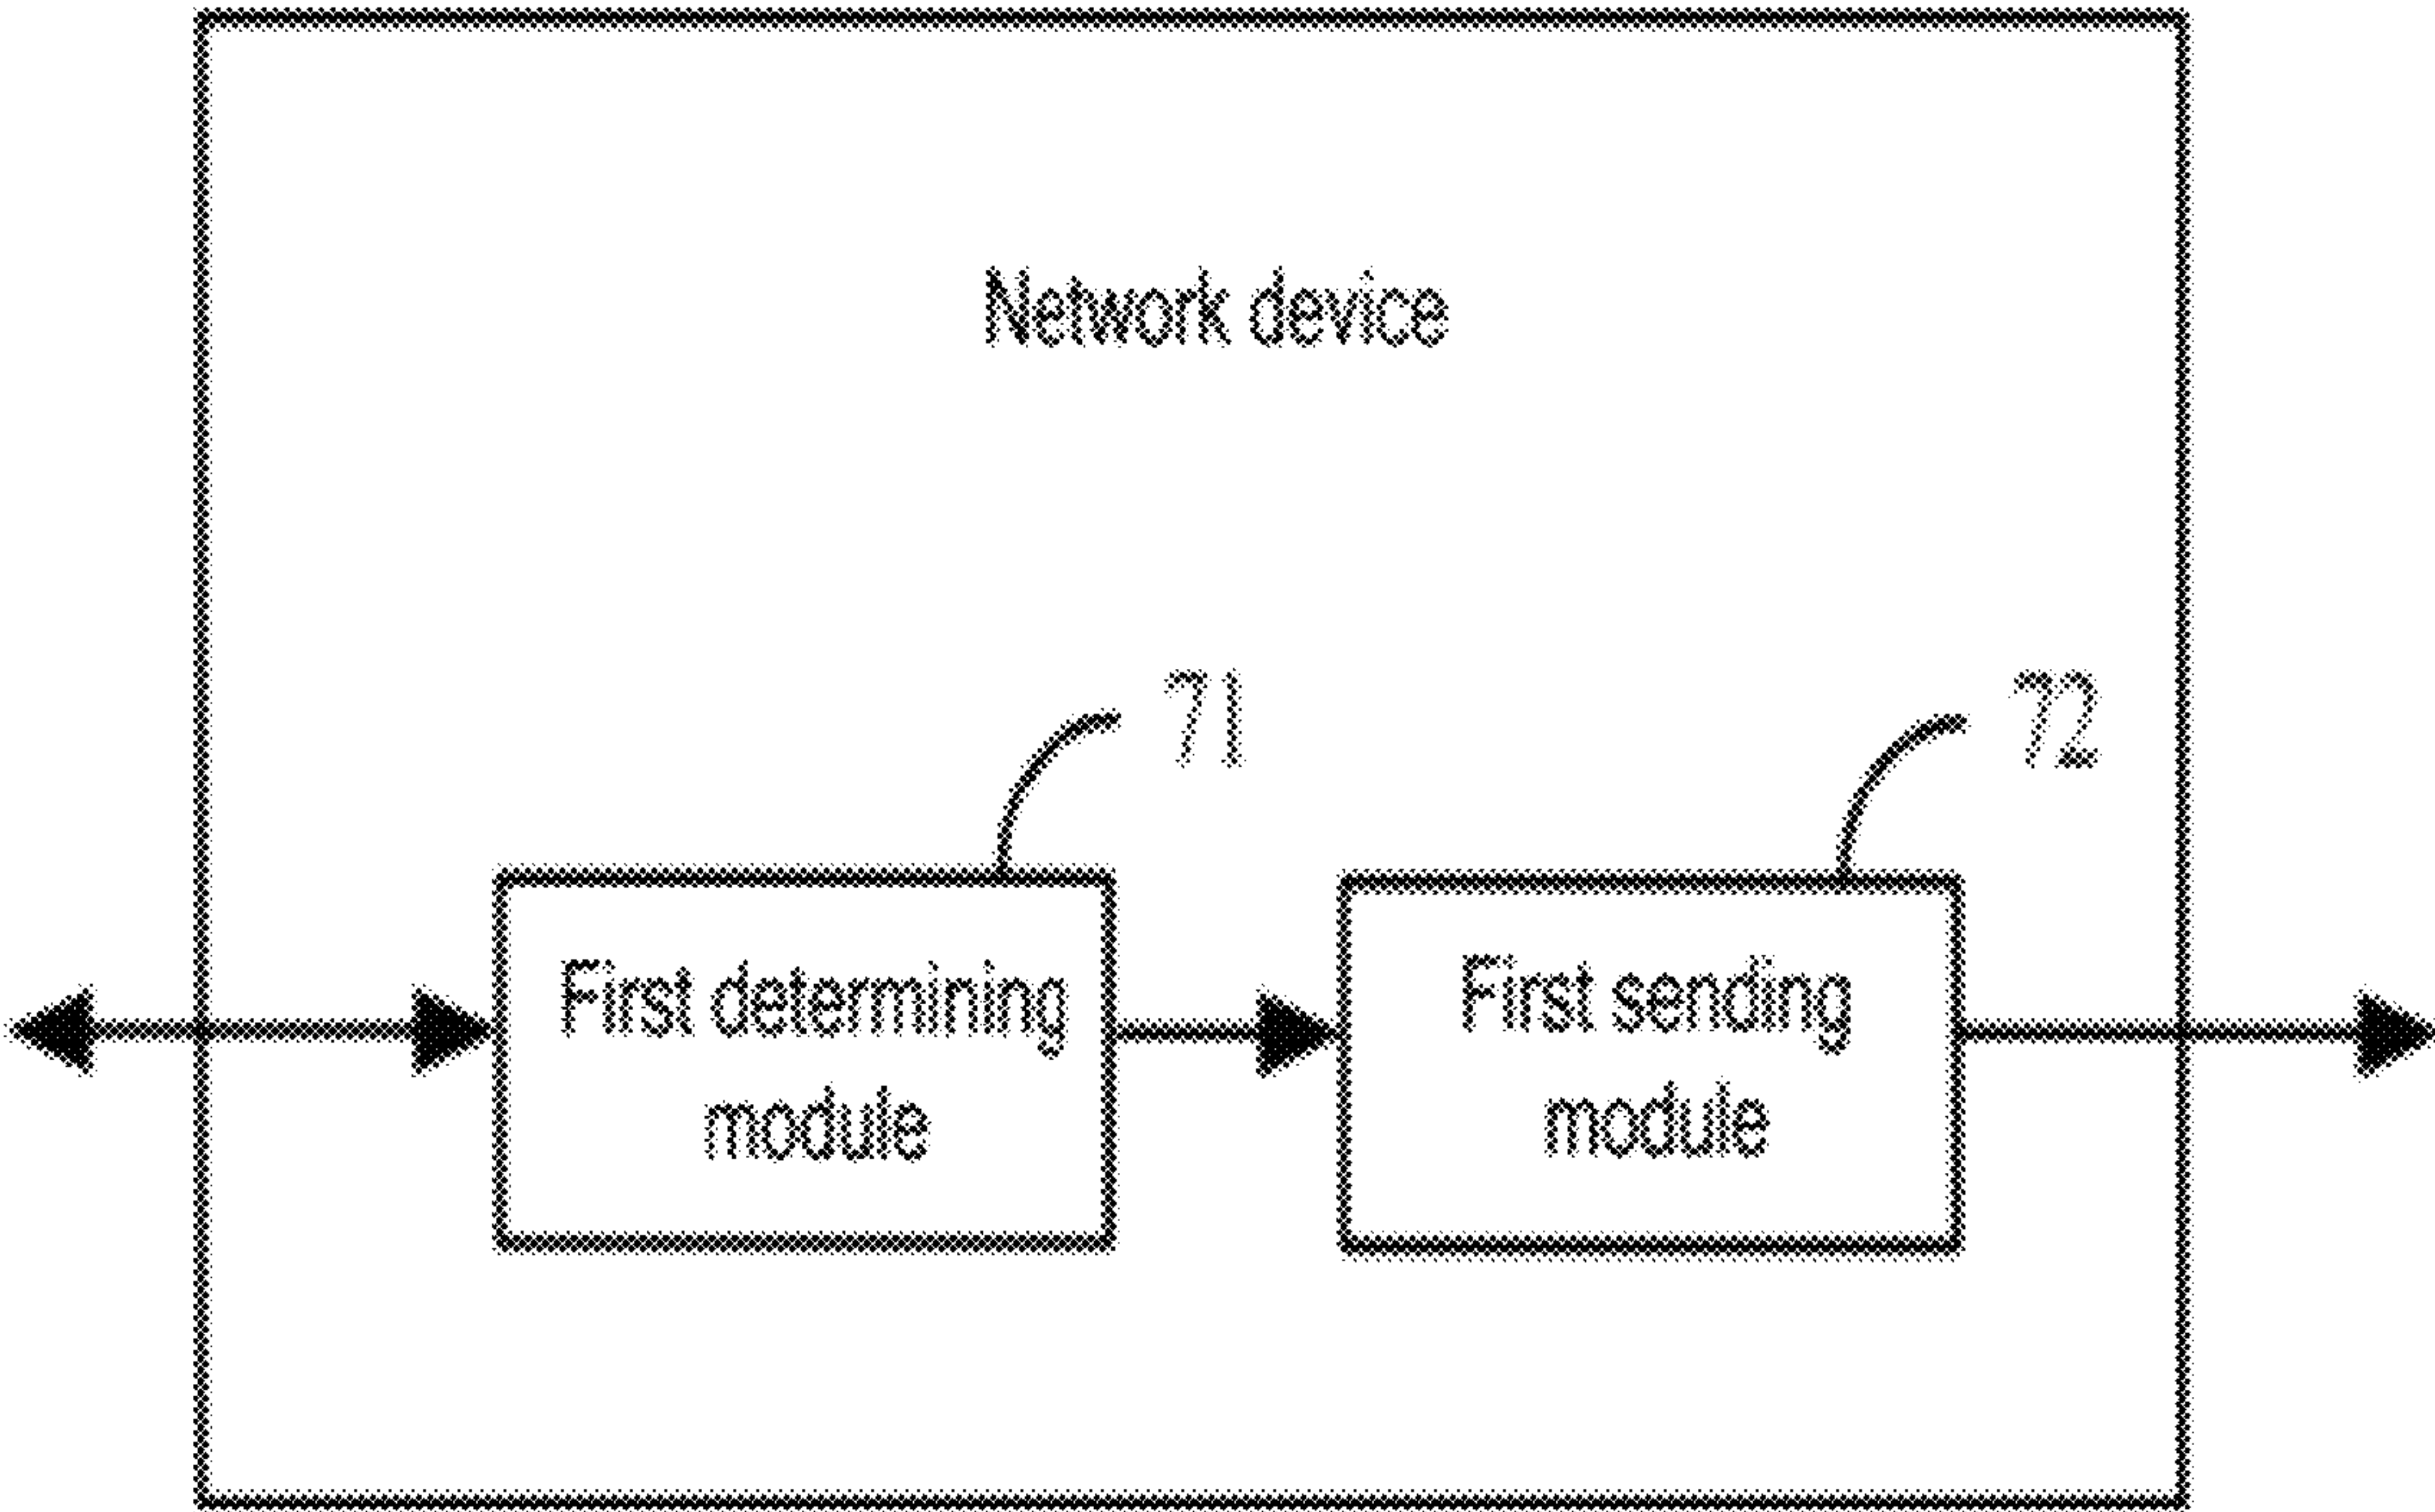 Network device
71
72
First determining
module
First sending
module